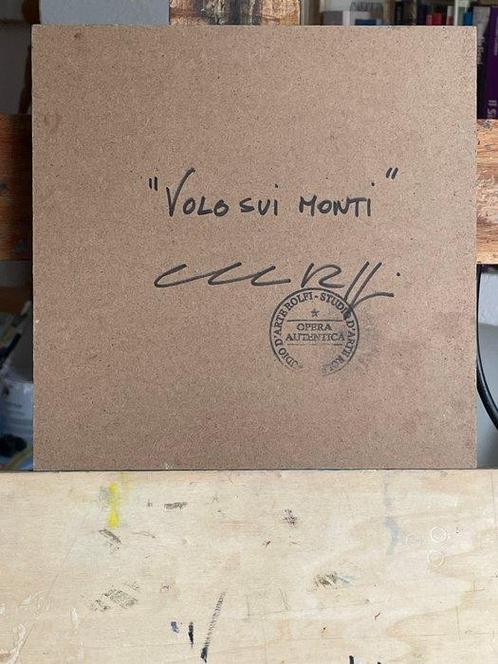 "VOLO SUI MONTI"
STUDIO D'ARTE ROLFI - STUDIO D'ARTE ROLFI
OPERA
AUTENTICA